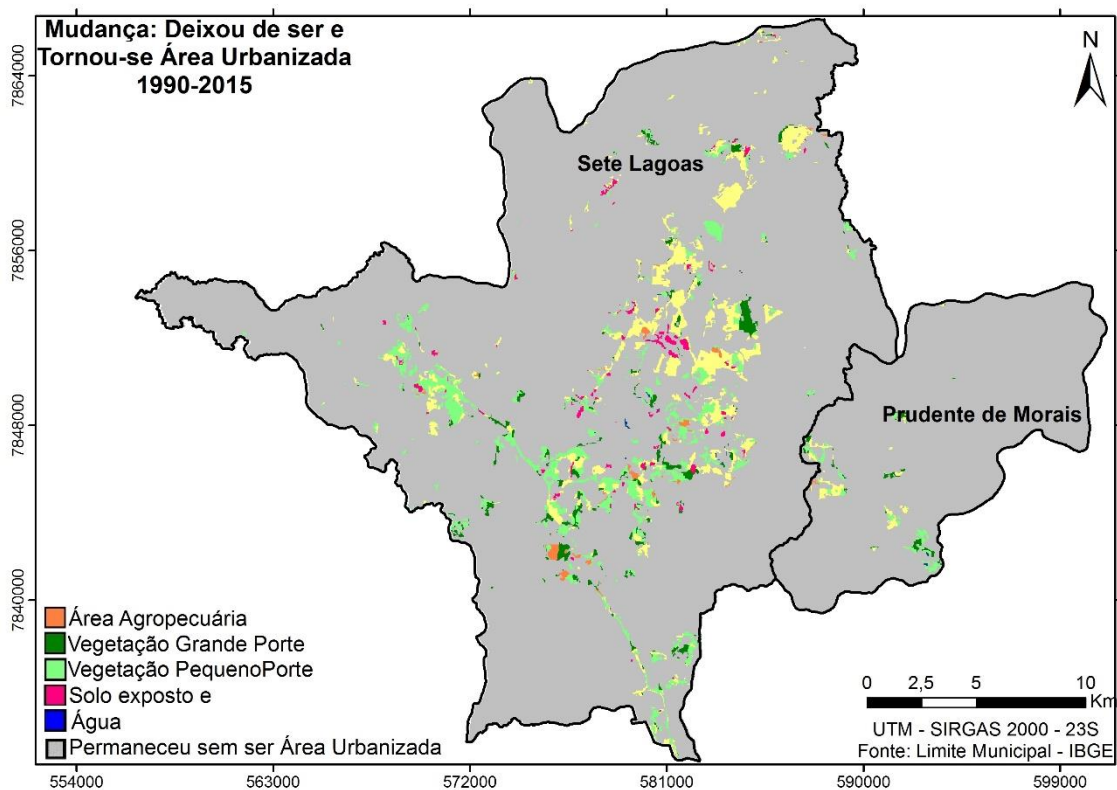 Mudança: Deixou de ser e
Tornou-se Área Urbanizada
1990-2015
N
Sete Lagoas
Prudente de Morais
7864000
7856000
7848000
7840000
Área Agropecuária
Vegetação Grande Porte
Vegetação PequenoPorte
Solo exposto e
Água
Permaneceu sem ser Área Urbanizada
0 2,5 5 10
Km
UTM - SIRGAS 2000 - 23S
Fonte: Limite Municipal - IBGE
554000 563000 572000 581000 590000 599000